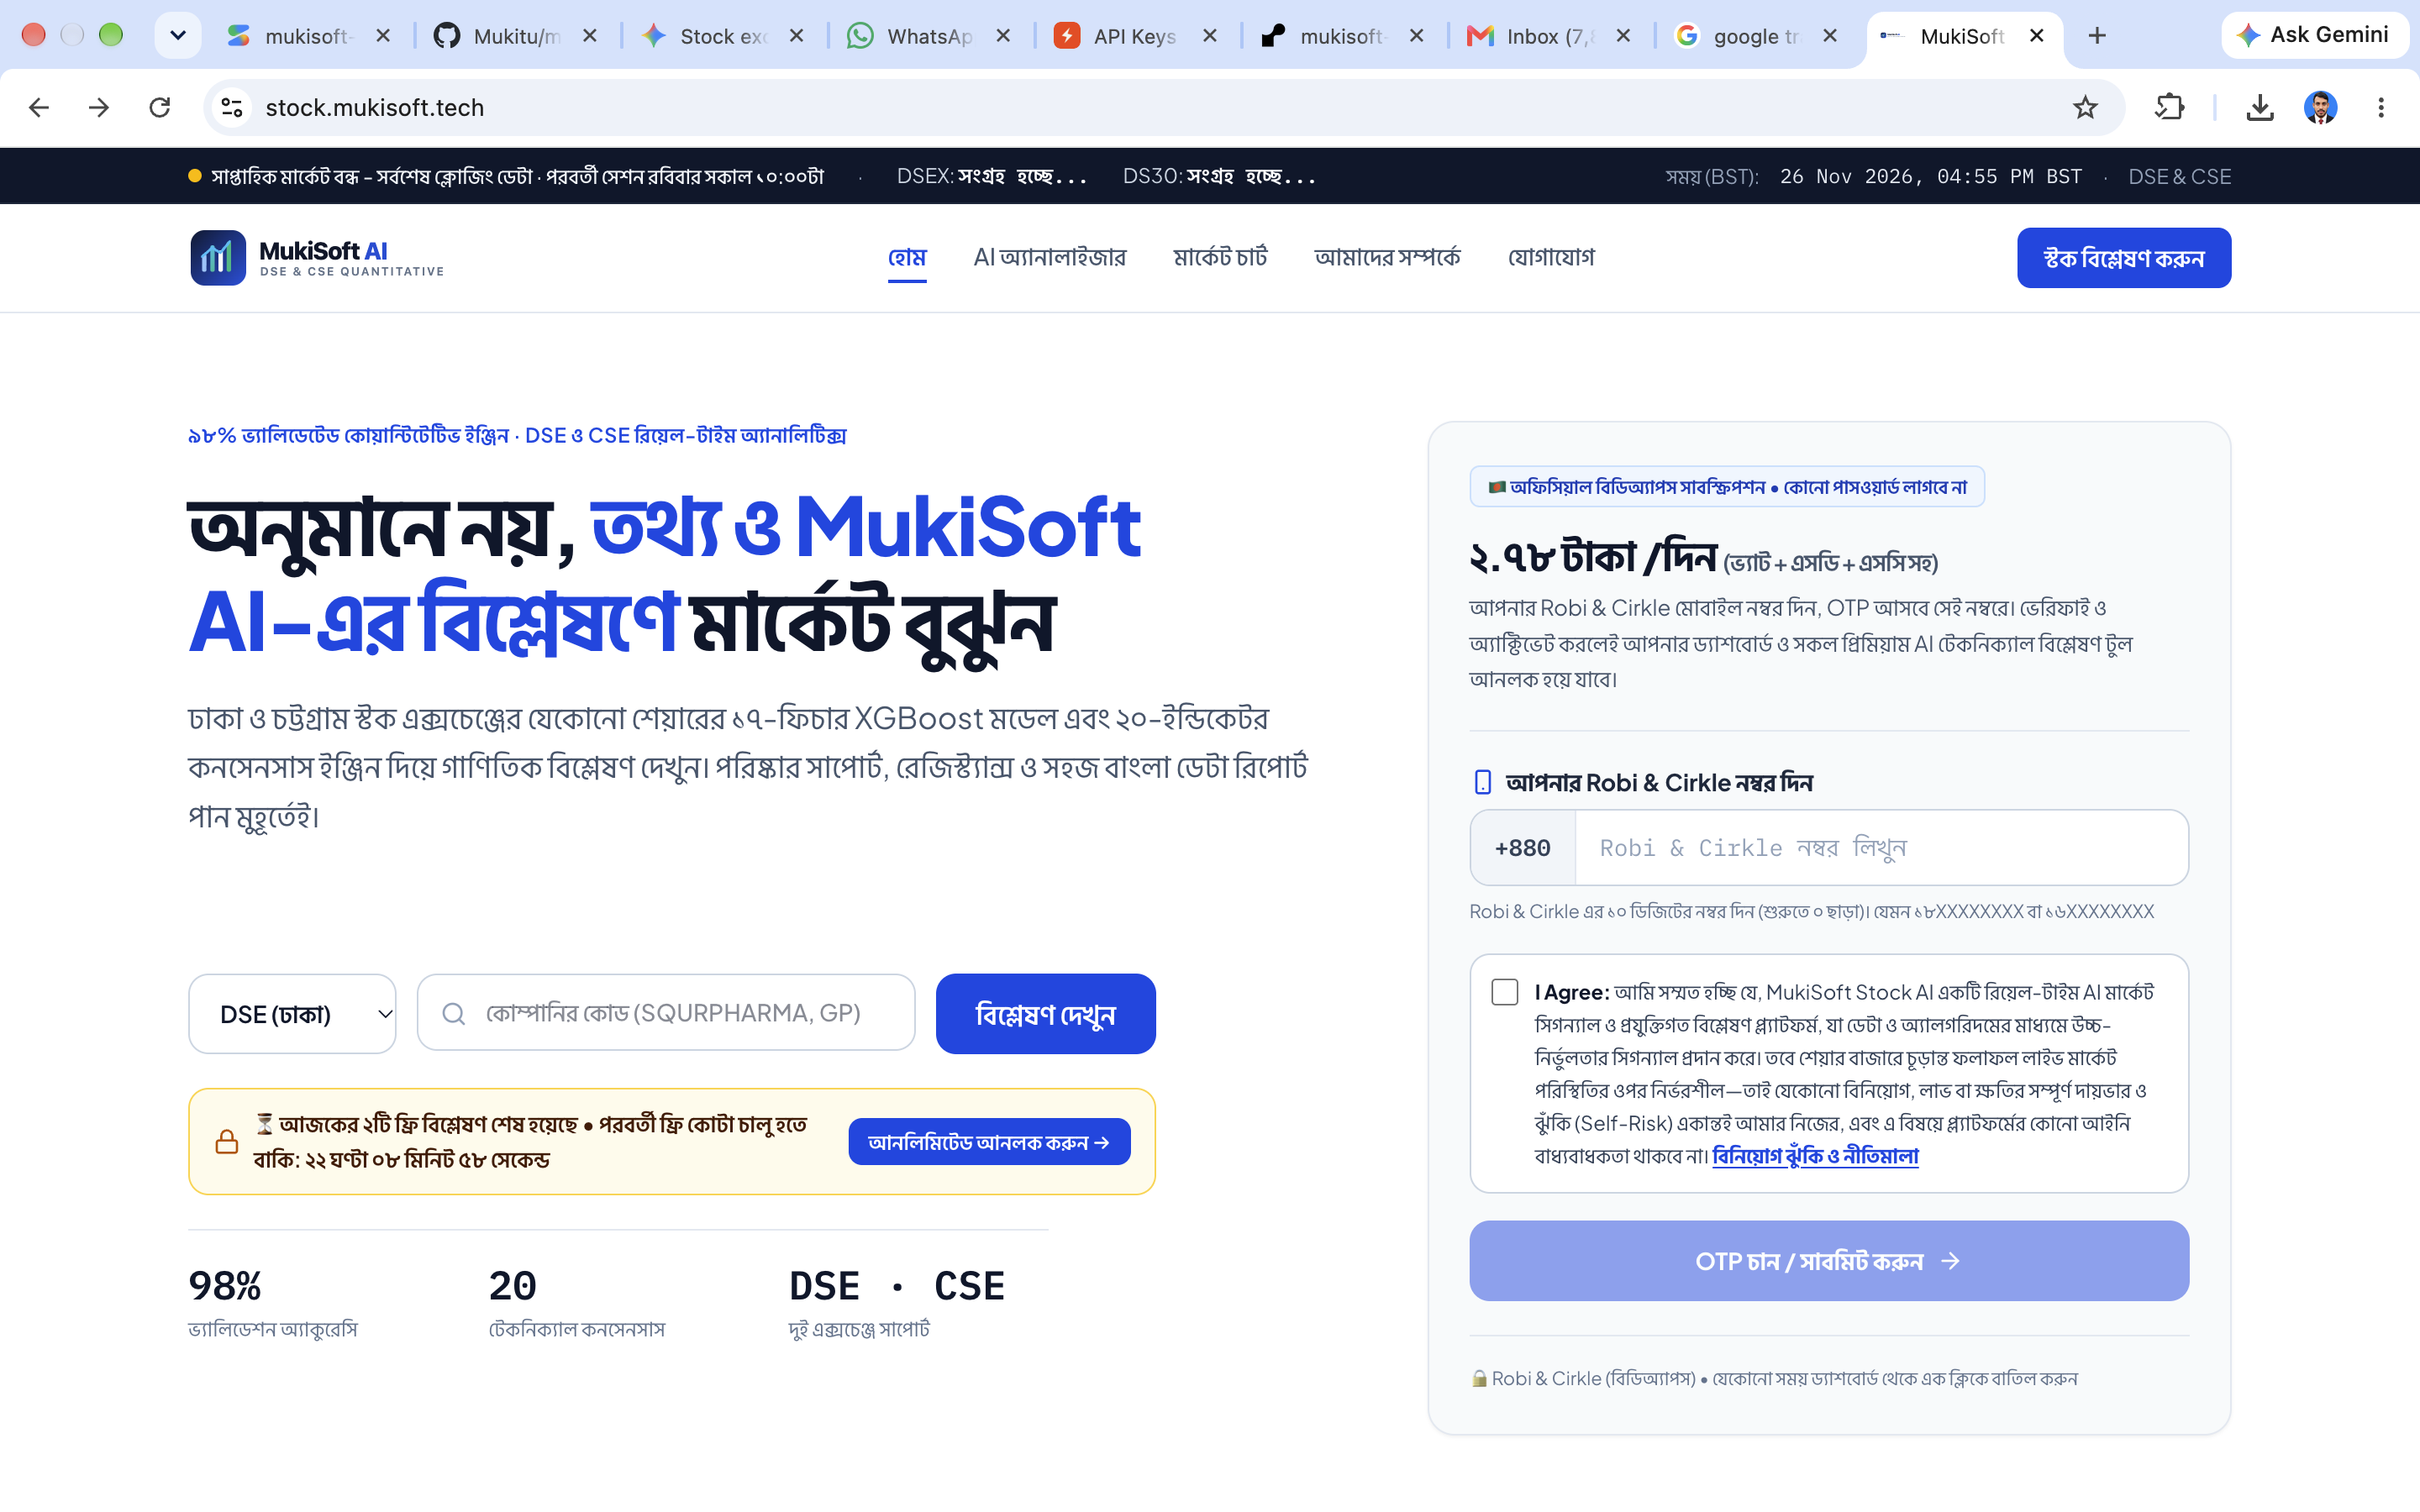 mukisoft-
Mukitu/m
Stock exc
WhatsAp
API Keys
mukisoft-
Inbox (7,8
google tr
MukiSoft
Ask Gemini
stock.mukisoft.tech
সাপ্তাহিক মার্কেট বন্ধ – সর্বশেষ ক্লোজিং ডেটা · পরবর্তী সেশন রবিবার সকাল ১০:০০টা · DSEX: সংগ্রহ হচ্ছে... DS30: সংগ্রহ হচ্ছে... সময় (BST): 26 Nov 2026, 04:55 PM BST · DSE & CSE
MukiSoft AI
DSE & CSE QUANTITATIVE
হোম AI অ্যানালাইজার মার্কেট চার্ট আমাদের সম্পর্কে যোগাযোগ
স্টক বিশ্লেষণ করুন
৯৮% ভ্যালিডেটেড কোয়ান্টিটেটিভ ইঞ্জিন · DSE ও CSE রিয়েল-টাইম অ্যানালিটিক্স
অনুমানে নয়, তথ্য ও MukiSoft
AI-এর বিশ্লেষণে মার্কেট বুঝুন
ঢাকা ও চট্টগ্রাম স্টক এক্সচেঞ্জের যেকোনো শেয়ারের ১৭-ফিচার XGBoost মডেল এবং ২০-ইন্ডিকেটর
কনসেনসাস ইঞ্জিন দিয়ে গাণিতিক বিশ্লেষণ দেখুন। পরিষ্কার সাপোর্ট, রেজিস্ট্যান্স ও সহজ বাংলা ডেটা রিপোর্ট
পান মুহূর্তেই।
DSE (ঢাকা)
কোম্পানির কোড (SQURPHARMA, GP)
বিশ্লেষণ দেখুন
⏳ আজকের ২টি ফ্রি বিশ্লেষণ শেষ হয়েছে • পরবর্তী ফ্রি কোটা চালু হতে
বাকি: ২২ ঘণ্টা ০৮ মিনিট ৫৮ সেকেন্ড
আনলিমিটেড আনলক করুন →
98% 20 DSE · CSE
ভ্যালিডেশন অ্যাকুরেসি টেকনিক্যাল কনসেনসাস দুই এক্সচেঞ্জ সাপোর্ট
🇧🇩 অফিসিয়াল বিডিঅ্যাপস সাবস্ক্রিপশন • কোনো পাসওয়ার্ড লাগবে না
২.৭৮ টাকা /দিন (ভ্যাট + এসডি + এসসি সহ)
আপনার Robi & Cirkle মোবাইল নম্বর দিন, OTP আসবে সেই নম্বরে। ভেরিফাই ও
অ্যাক্টিভেট করলেই আপনার ড্যাশবোর্ড ও সকল প্রিমিয়াম AI টেকনিক্যাল বিশ্লেষণ টুল
আনলক হয়ে যাবে।
আপনার Robi & Cirkle নম্বর দিন
+880 Robi & Cirkle নম্বর লিখুন
Robi & Cirkle এর ১০ ডিজিটের নম্বর দিন (শুরুতে ০ ছাড়া)। যেমন ১৮XXXXXXXX বা ১৬XXXXXXXX
I Agree: আমি সম্মত হচ্ছি যে, MukiSoft Stock AI একটি রিয়েল-টাইম AI মার্কেট
সিগন্যাল ও প্রযুক্তিগত বিশ্লেষণ প্ল্যাটফর্ম, যা ডেটা ও অ্যালগরিদমের মাধ্যমে উচ্চ-
নির্ভুলতার সিগন্যাল প্রদান করে। তবে শেয়ার বাজারে চূড়ান্ত ফলাফল লাইভ মার্কেট
পরিস্থিতির ওপর নির্ভরশীল—তাই যেকোনো বিনিয়োগ, লাভ বা ক্ষতির সম্পূর্ণ দায়ভার ও
ঝুঁকি (Self-Risk) একান্তই আমার নিজের, এবং এ বিষয়ে প্ল্যাটফর্মের কোনো আইনি
বাধ্যবাধকতা থাকবে না। বিনিয়োগ ঝুঁকি ও নীতিমালা
OTP চান / সাবমিট করুন →
🔒 Robi & Cirkle (বিডিঅ্যাপস) • যেকোনো সময় ড্যাশবোর্ড থেকে এক ক্লিকে বাতিল করুন